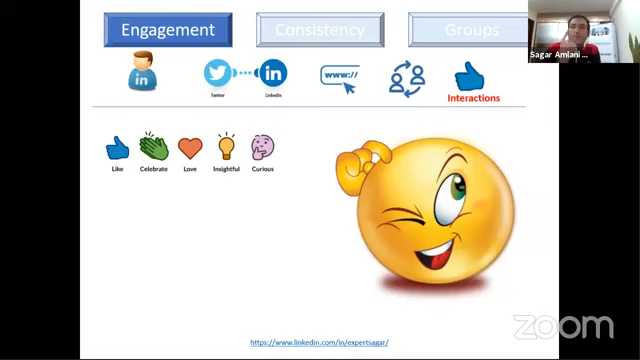 Engagement
Consistency
Groups
Sagar Amlani ...
in
in
www://
Twitter
LinkedIn
Interactions
Like
Celebrate
Love
Insightful
Curious
zoom
https://www.linkedin.com/in/expertsagar/